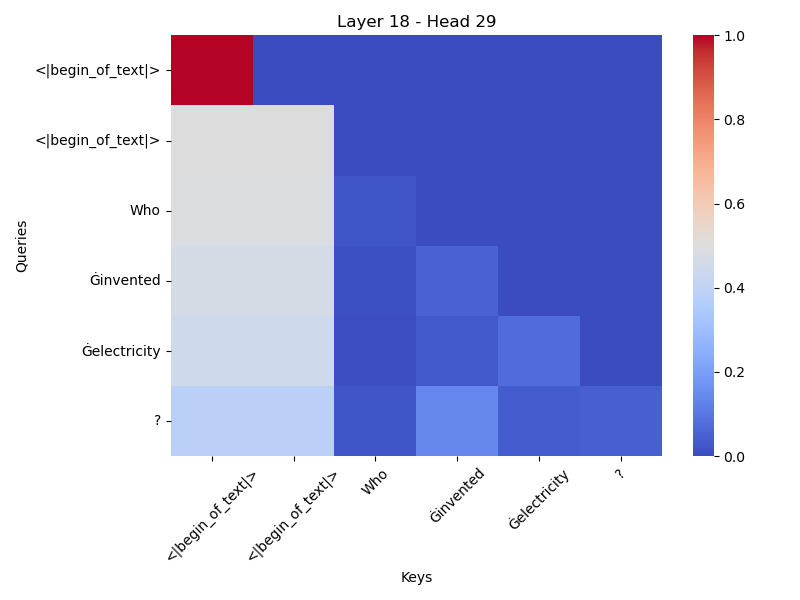 Layer 18 - Head 29
<|begin_of_text|>
<|begin_of_text|>
Who
Ġinvented
Ġelectricity
?
Queries
<|begin_of_text|>
<|begin_of_text|>
Who
Ġinvented
Ġelectricity
?
Keys
1.0
0.8
0.6
0.4
0.2
0.0